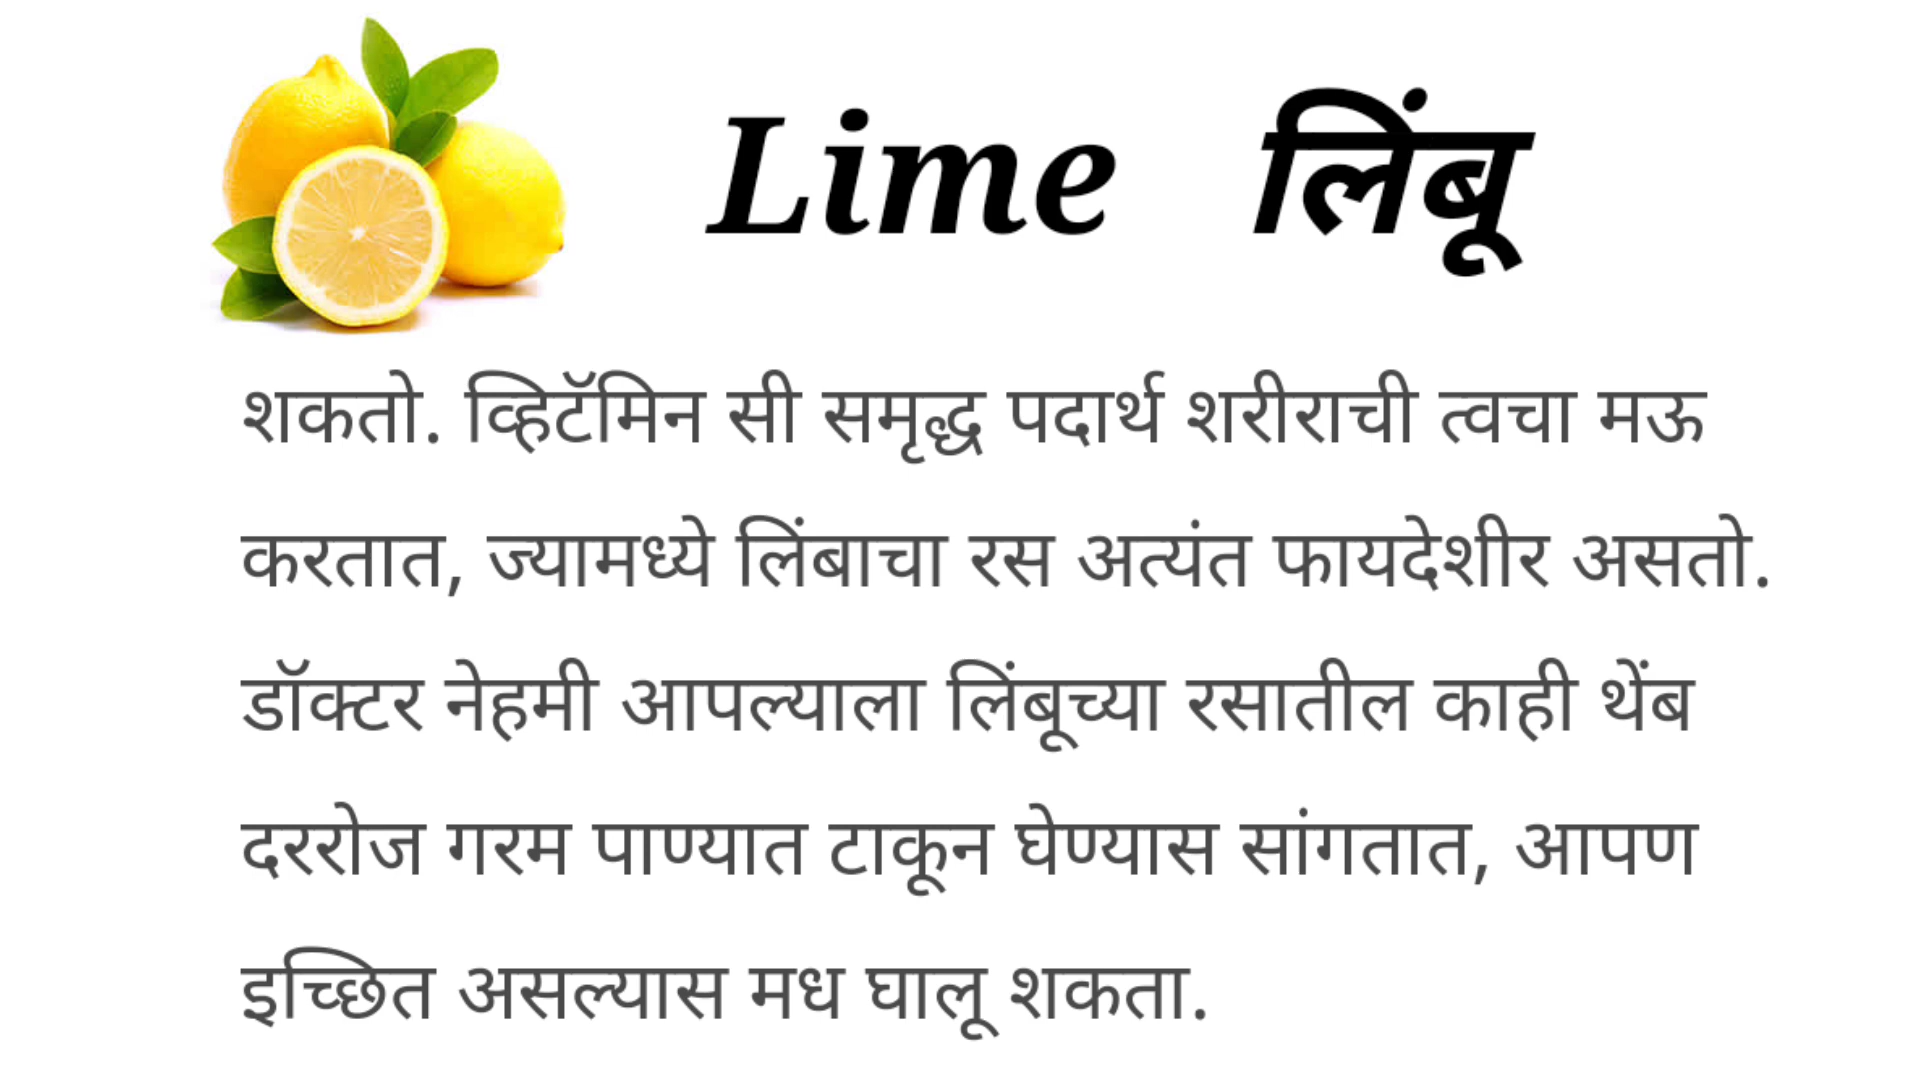 Lime लिंबू
शकतो. व्हिटॅमिन सी समृद्ध पदार्थ शरीराची त्वचा मऊ
करतात, ज्यामध्ये लिंबाचा रस अत्यंत फायदेशीर असतो.
डॉक्टर नेहमी आपल्याला लिंबूच्या रसातील काही थेंब
दररोज गरम पाण्यात टाकून घेण्यास सांगतात, आपण
इच्छित असल्यास मध घालू शकता.